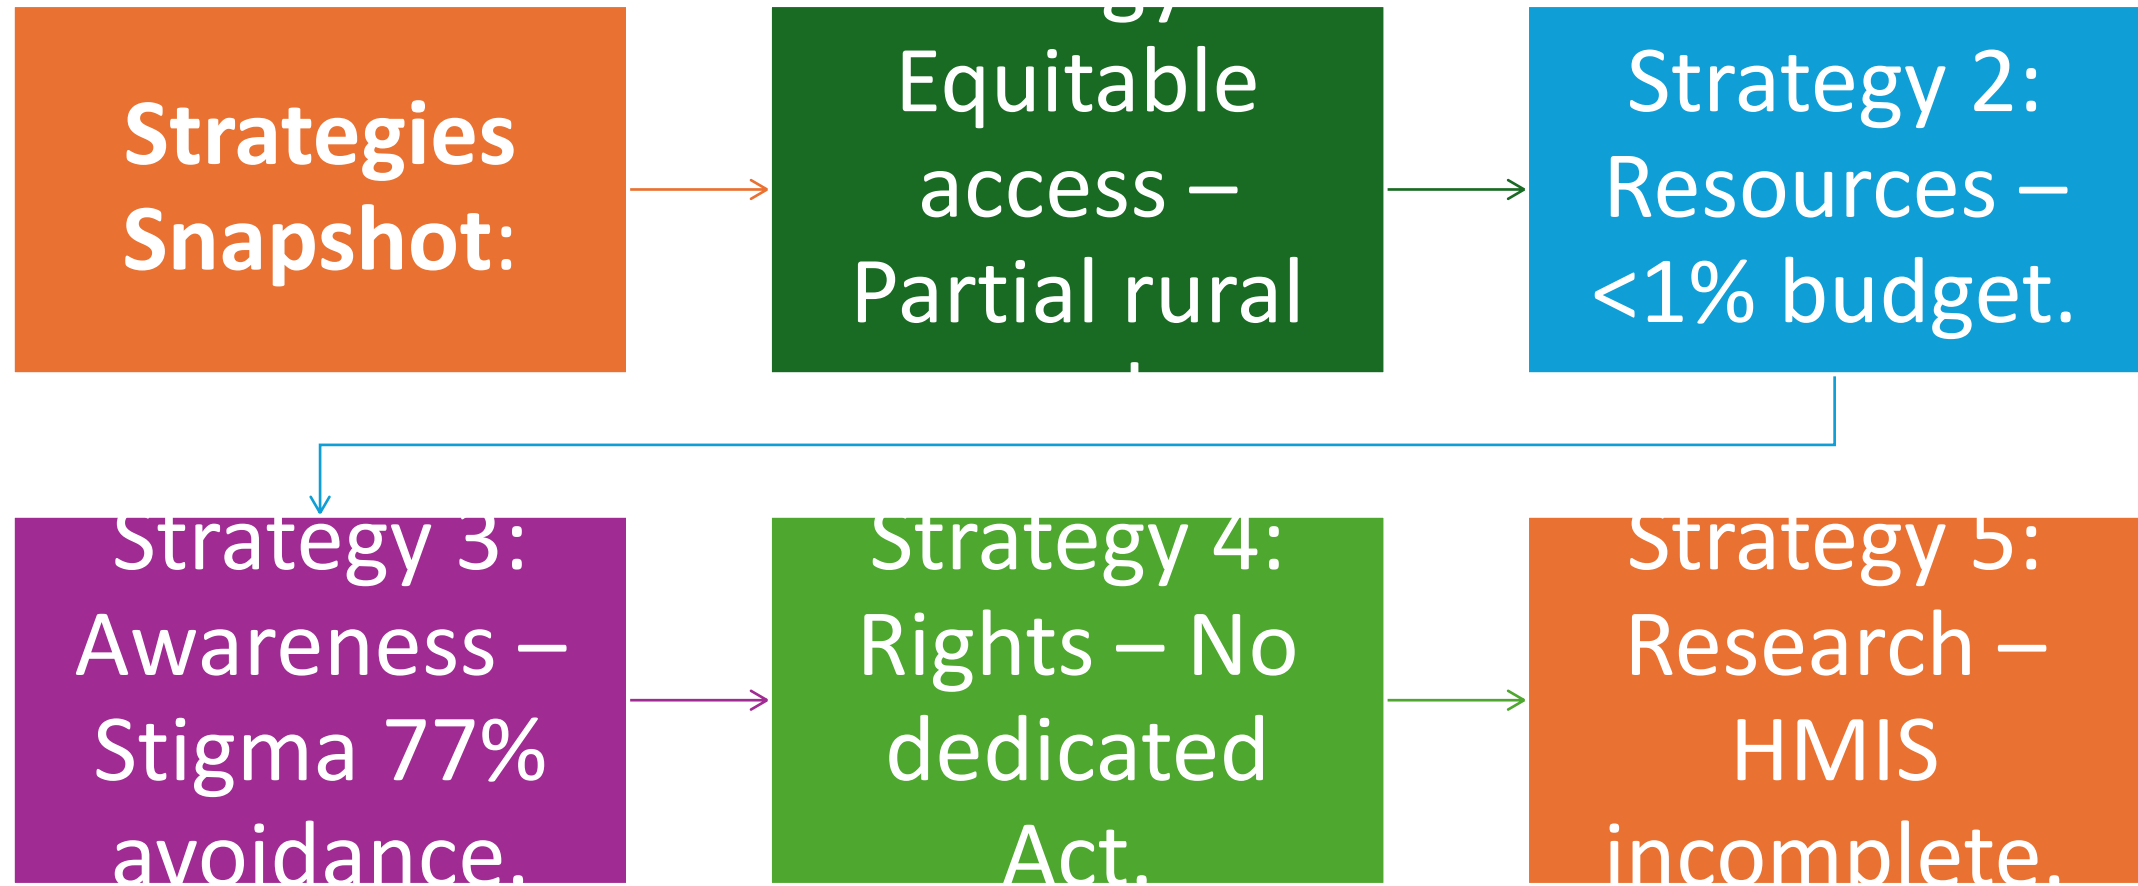 Strategies
Snapshot:
Equitable
access –
Partial rural
Strategy 2:
Resources –
<1% budget.
Strategy 3:
Awareness –
Stigma 77%
avoidance.
Strategy 4:
Rights – No
dedicated
Act.
Strategy 5:
Research –
HMIS
incomplete.